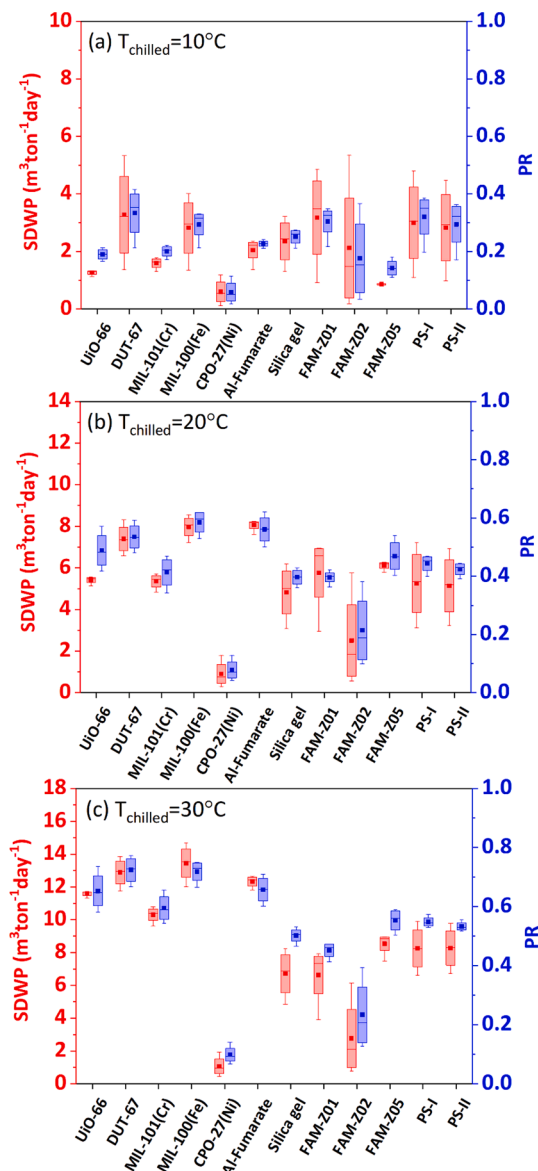 (a) Tchilled=10°C
SDWP (m³ton⁻¹day⁻¹)
10
8
6
4
2
0
1.0
0.8
0.6
0.4
0.2
0.0
PR
UiO-66
DUT-67
MIL-101(Cr)
MIL-100(Fe)
CPO-27(Ni)
Al-Fumarate
Silica gel
FAM-Z01
FAM-Z02
FAM-Z05
PS-I
PS-II
(b) Tchilled=20°C
SDWP (m³ton⁻¹day⁻¹)
14
12
10
8
6
4
2
0
1.0
0.8
0.6
0.4
0.2
0.0
PR
UiO-66
DUT-67
MIL-101(Cr)
MIL-100(Fe)
CPO-27(Ni)
Al-Fumarate
Silica gel
FAM-Z01
FAM-Z02
FAM-Z05
PS-I
PS-II
(c) Tchilled=30°C
SDWP (m³ton⁻¹day⁻¹)
18
16
14
12
10
8
6
4
2
0
1.0
0.8
0.6
0.4
0.2
0.0
PR
UiO-66
DUT-67
MIL-101(Cr)
MIL-100(Fe)
CPO-27(Ni)
Al-Fumarate
Silica gel
FAM-Z01
FAM-Z02
FAM-Z05
PS-I
PS-II